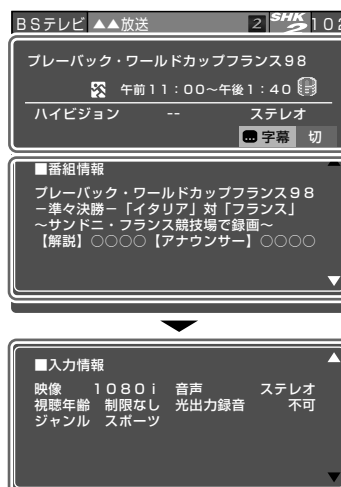 BSテレビ ▲▲放送 2 SHK2 102
プレーバック・ワールドカップフランス98
午前11:00～午後1:40
ハイビジョン -- ステレオ
字幕 切
■番組情報
プレーバック・ワールドカップフランス98
－準々決勝－「イタリア」対「フランス」
～サンドニ・フランス競技場で録画～
【解説】○○○○【アナウンサー】○○○○
■入力情報
映像 1080i 音声 ステレオ
視聴年齢 制限なし 光出力録音 不可
ジャンル スポーツ